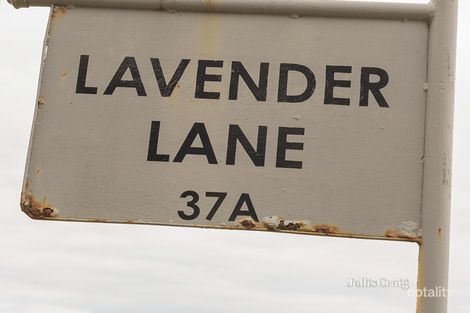 LAVENDER
LANE
37A
Jellis Craig
totality